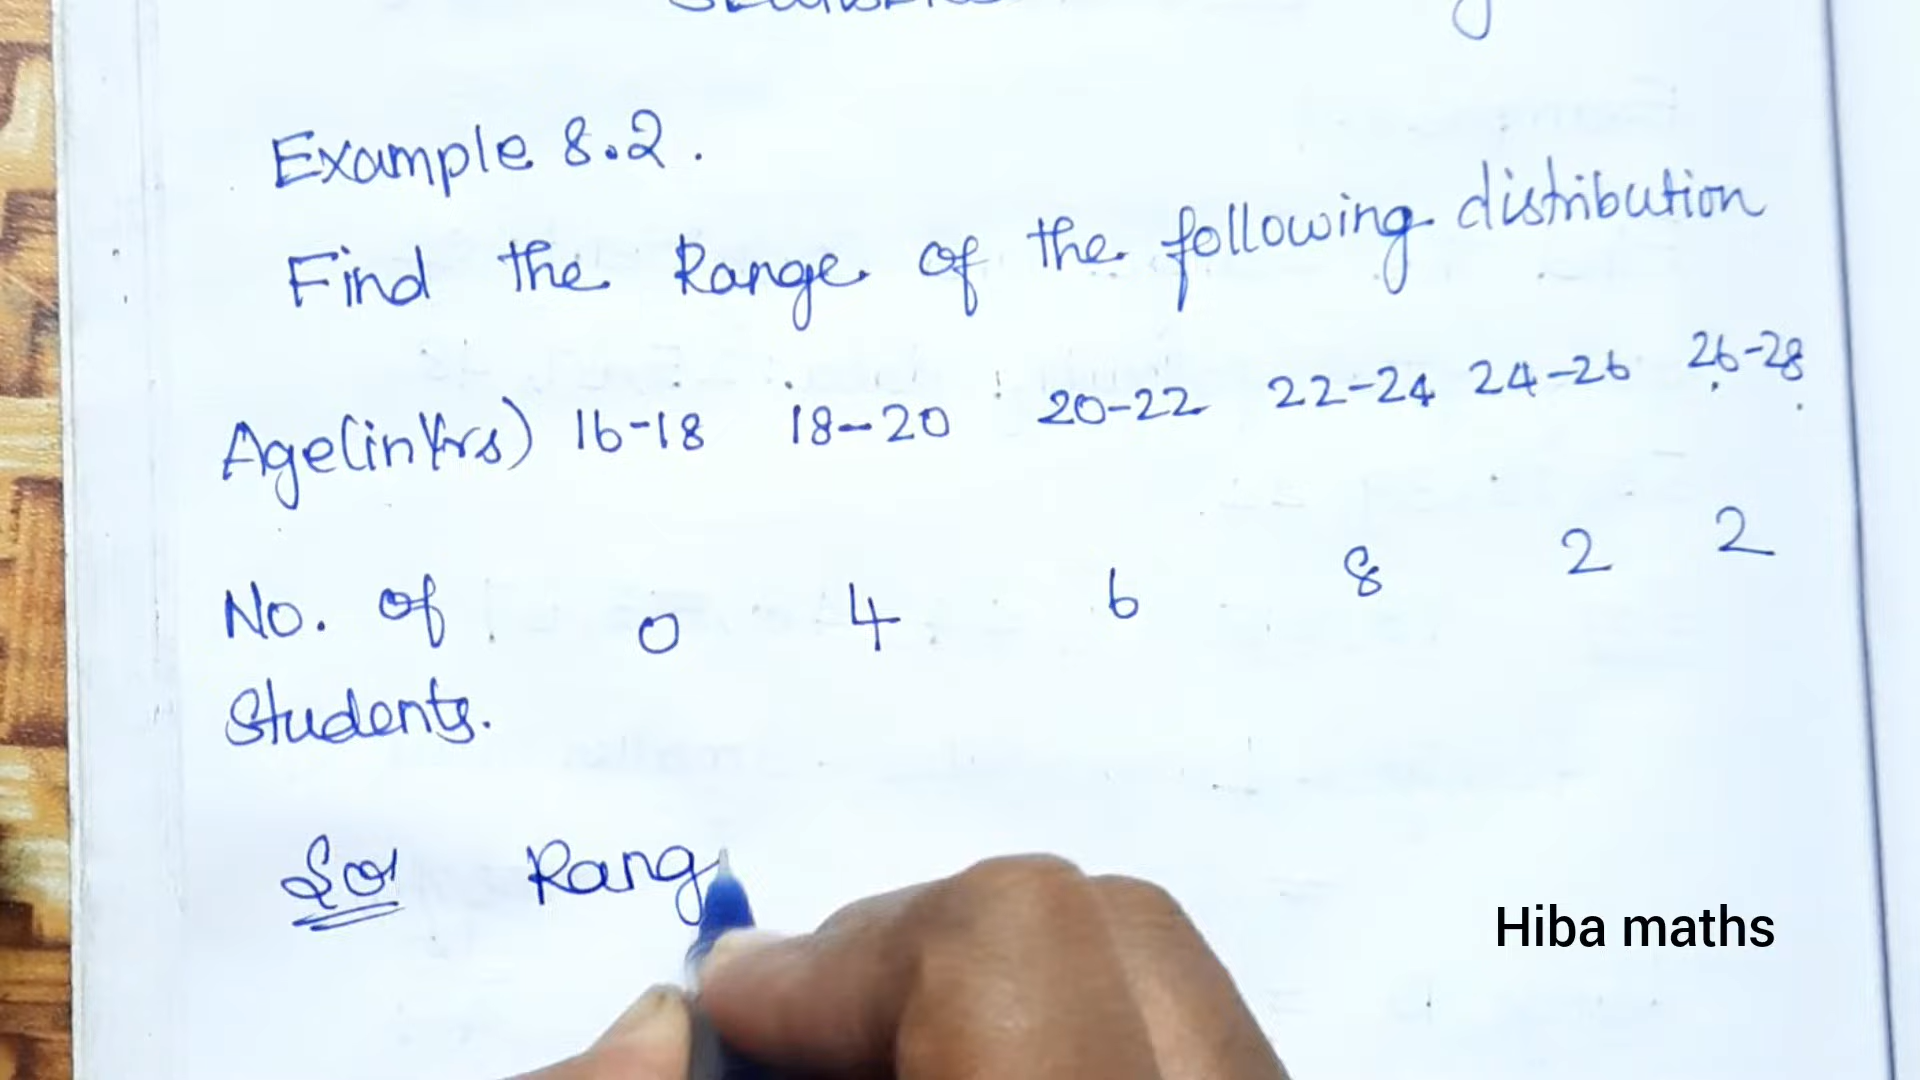 Example 8.2.
Find the Range of the following distribution
Age(in Yrs) 16-18 18-20 20-22 22-24 24-26 26-28
No. of 0 4 6 8 2 2
Students.
Sol Rang
Hiba maths